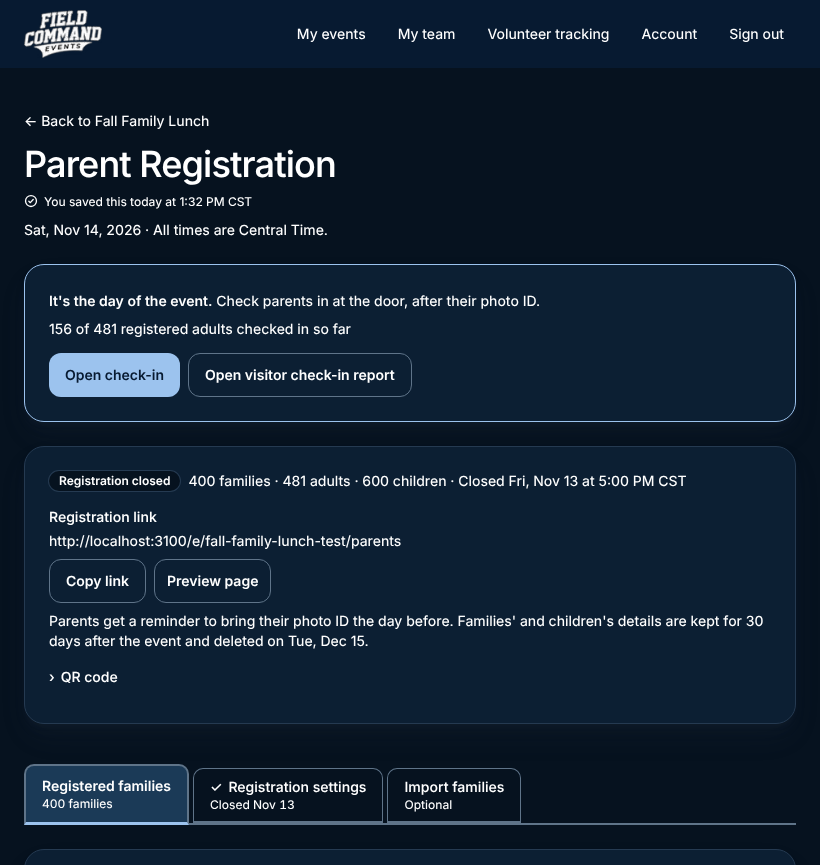 FIELD
COMMAND
EVENTS
My events
My team
Volunteer tracking
Account
Sign out
← Back to Fall Family Lunch
Parent Registration
You saved this today at 1:32 PM CST
Sat, Nov 14, 2026 · All times are Central Time.
It's the day of the event. Check parents in at the door, after their photo ID.
156 of 481 registered adults checked in so far
Open check-in
Open visitor check-in report
Registration closed 400 families · 481 adults · 600 children · Closed Fri, Nov 13 at 5:00 PM CST
Registration link
http://localhost:3100/e/fall-family-lunch-test/parents
Copy link
Preview page
Parents get a reminder to bring their photo ID the day before. Families' and children's details are kept for 30
days after the event and deleted on Tue, Dec 15.
› QR code
Registered families
400 families
✓ Registration settings
Closed Nov 13
Import families
Optional